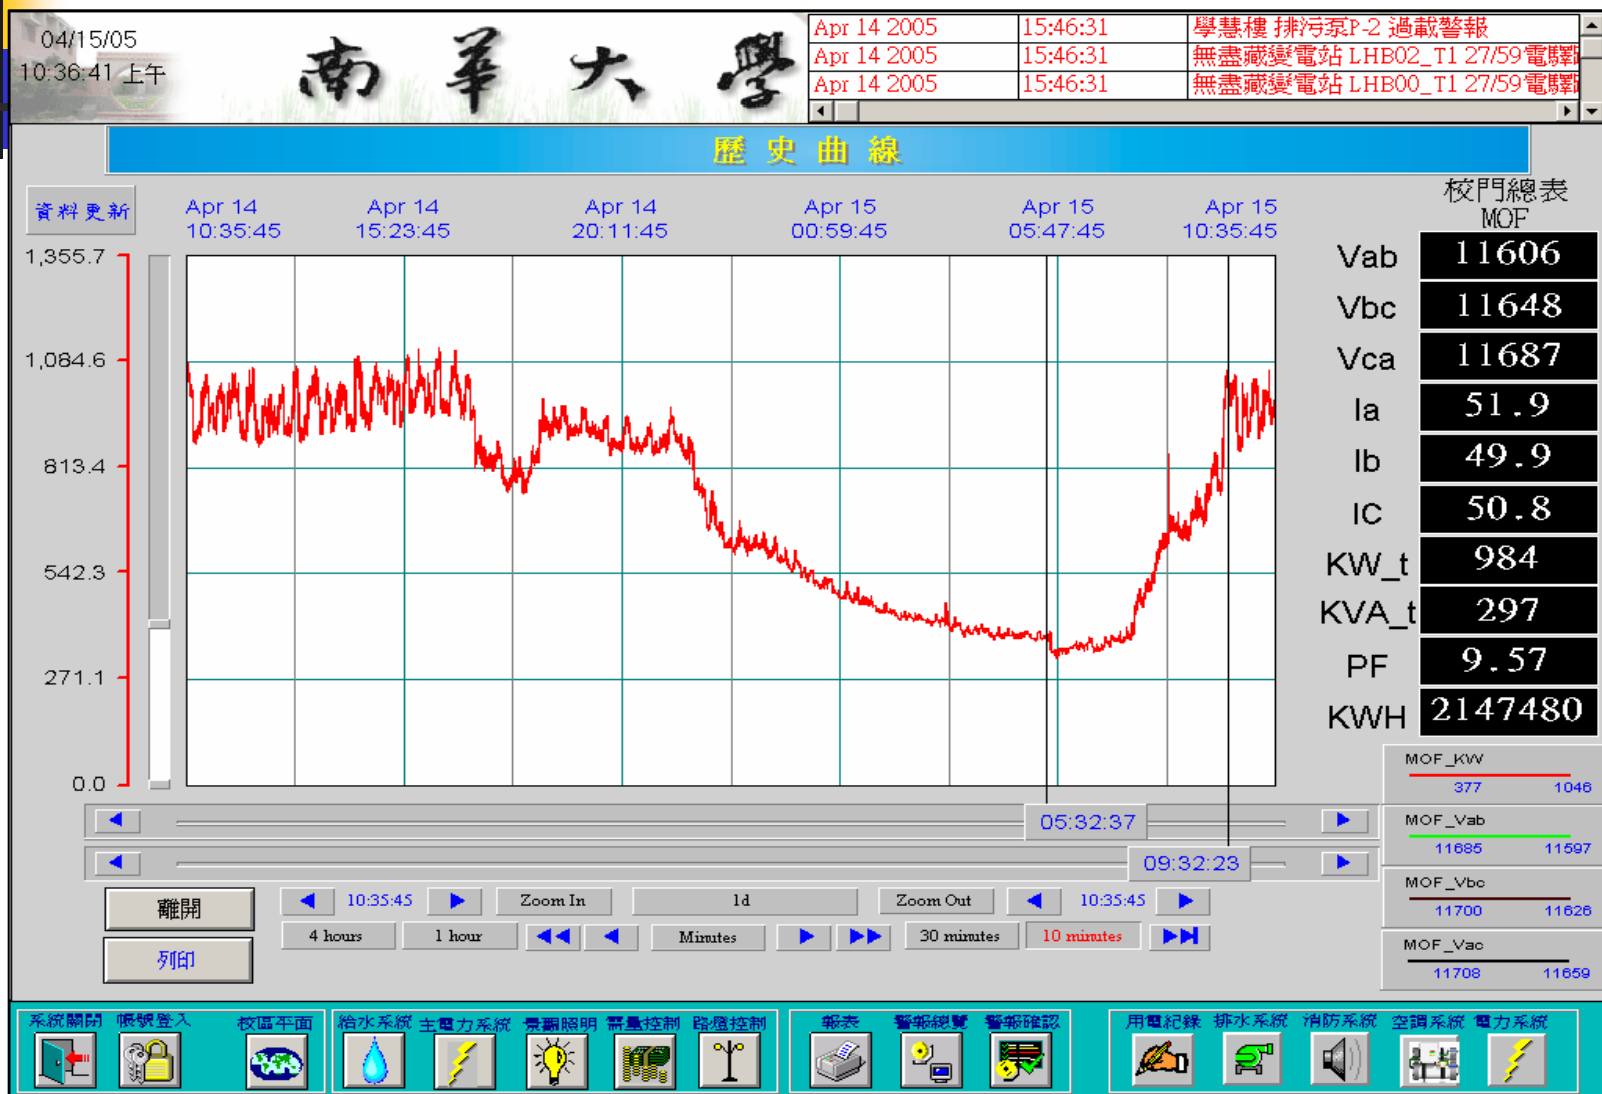 04/15/05
10:36:41 上午
南華大學
Apr 14 2005 15:46:31 學慧樓 排污泵P-2 過載警報
Apr 14 2005 15:46:31 無盡藏變電站 LHB02_T1 27/59電驛
Apr 14 2005 15:46:31 無盡藏變電站 LHB00_T1 27/59電驛
歷史曲線
資料更新
Apr 14 Apr 14 Apr 14 Apr 15 Apr 15 Apr 15
10:35:45 15:23:45 20:11:45 00:59:45 05:47:45 10:35:45
校門總表
MOF
1,355.7
1,084.6
813.4
542.3
271.1
0.0
Vab 11606
Vbc 11648
Vca 11687
Ia 51.9
Ib 49.9
IC 50.8
KW_t 984
KVA_t 297
PF 9.57
KWH 2147480
MOF_KW
377 1046
MOF_Vab
11685 11597
MOF_Vbc
11700 11626
MOF_Vac
11708 11659
05:32:37
09:32:23
離開
列印
10:35:45 Zoom In 1d Zoom Out 10:35:45
4 hours 1 hour Minutes 30 minutes 10 minutes
系統關閉 帳號登入 校區平面 給水系統 主電力系統 景觀照明 需量控制 路燈控制 報表 警報總覽 警報確認 用電紀錄 排水系統 消防系統 空調系統 電力系統